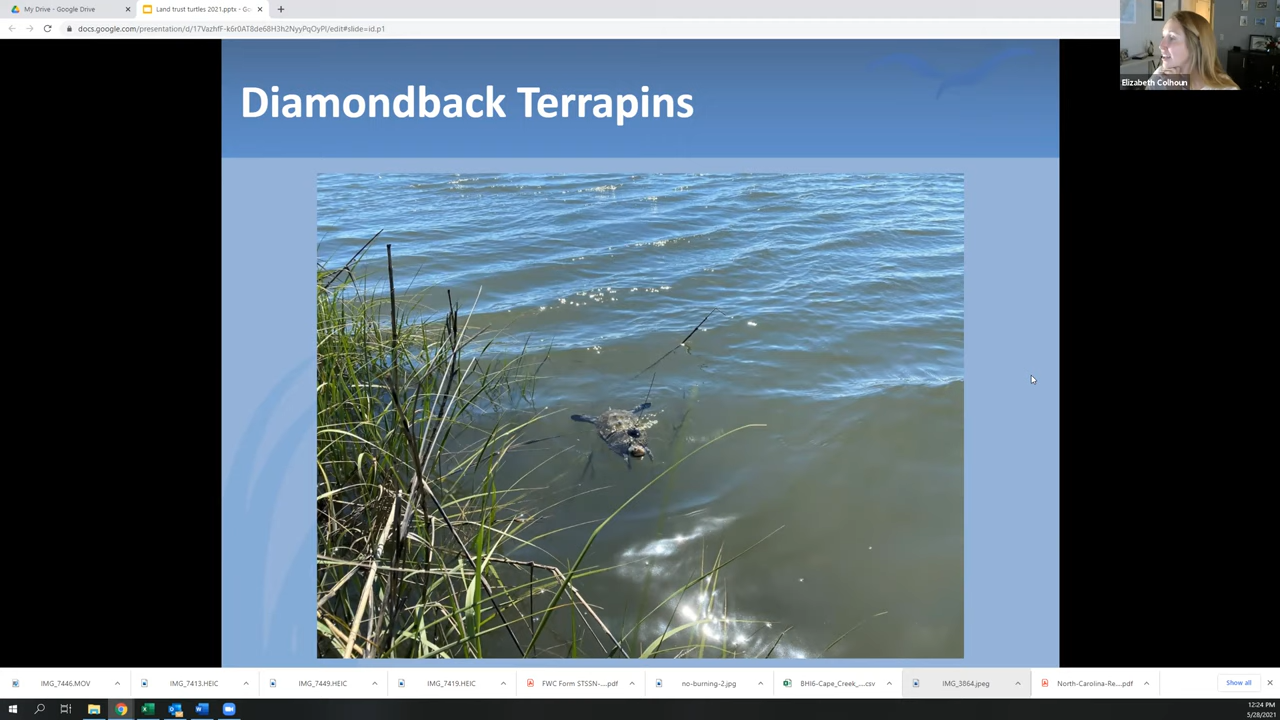 My Drive - Google Drive
Land trust turtles 2021.pptx - Go
docs.google.com/presentation/d/17VazhfF-k6r0AT8de68H3h2NyyPqOyPl/edit#slide=id.p1
Elizabeth Colhoun
Diamondback Terrapins
IMG_7446.MOV
IMG_7413.HEIC
IMG_7449.HEIC
IMG_7419.HEIC
FWC Form STSSN-....pdf
no-burning-2.jpg
BHI6-Cape_Creek_....csv
IMG_3864.jpeg
North-Carolina-Re....pdf
Show all
12:24 PM
5/28/2021